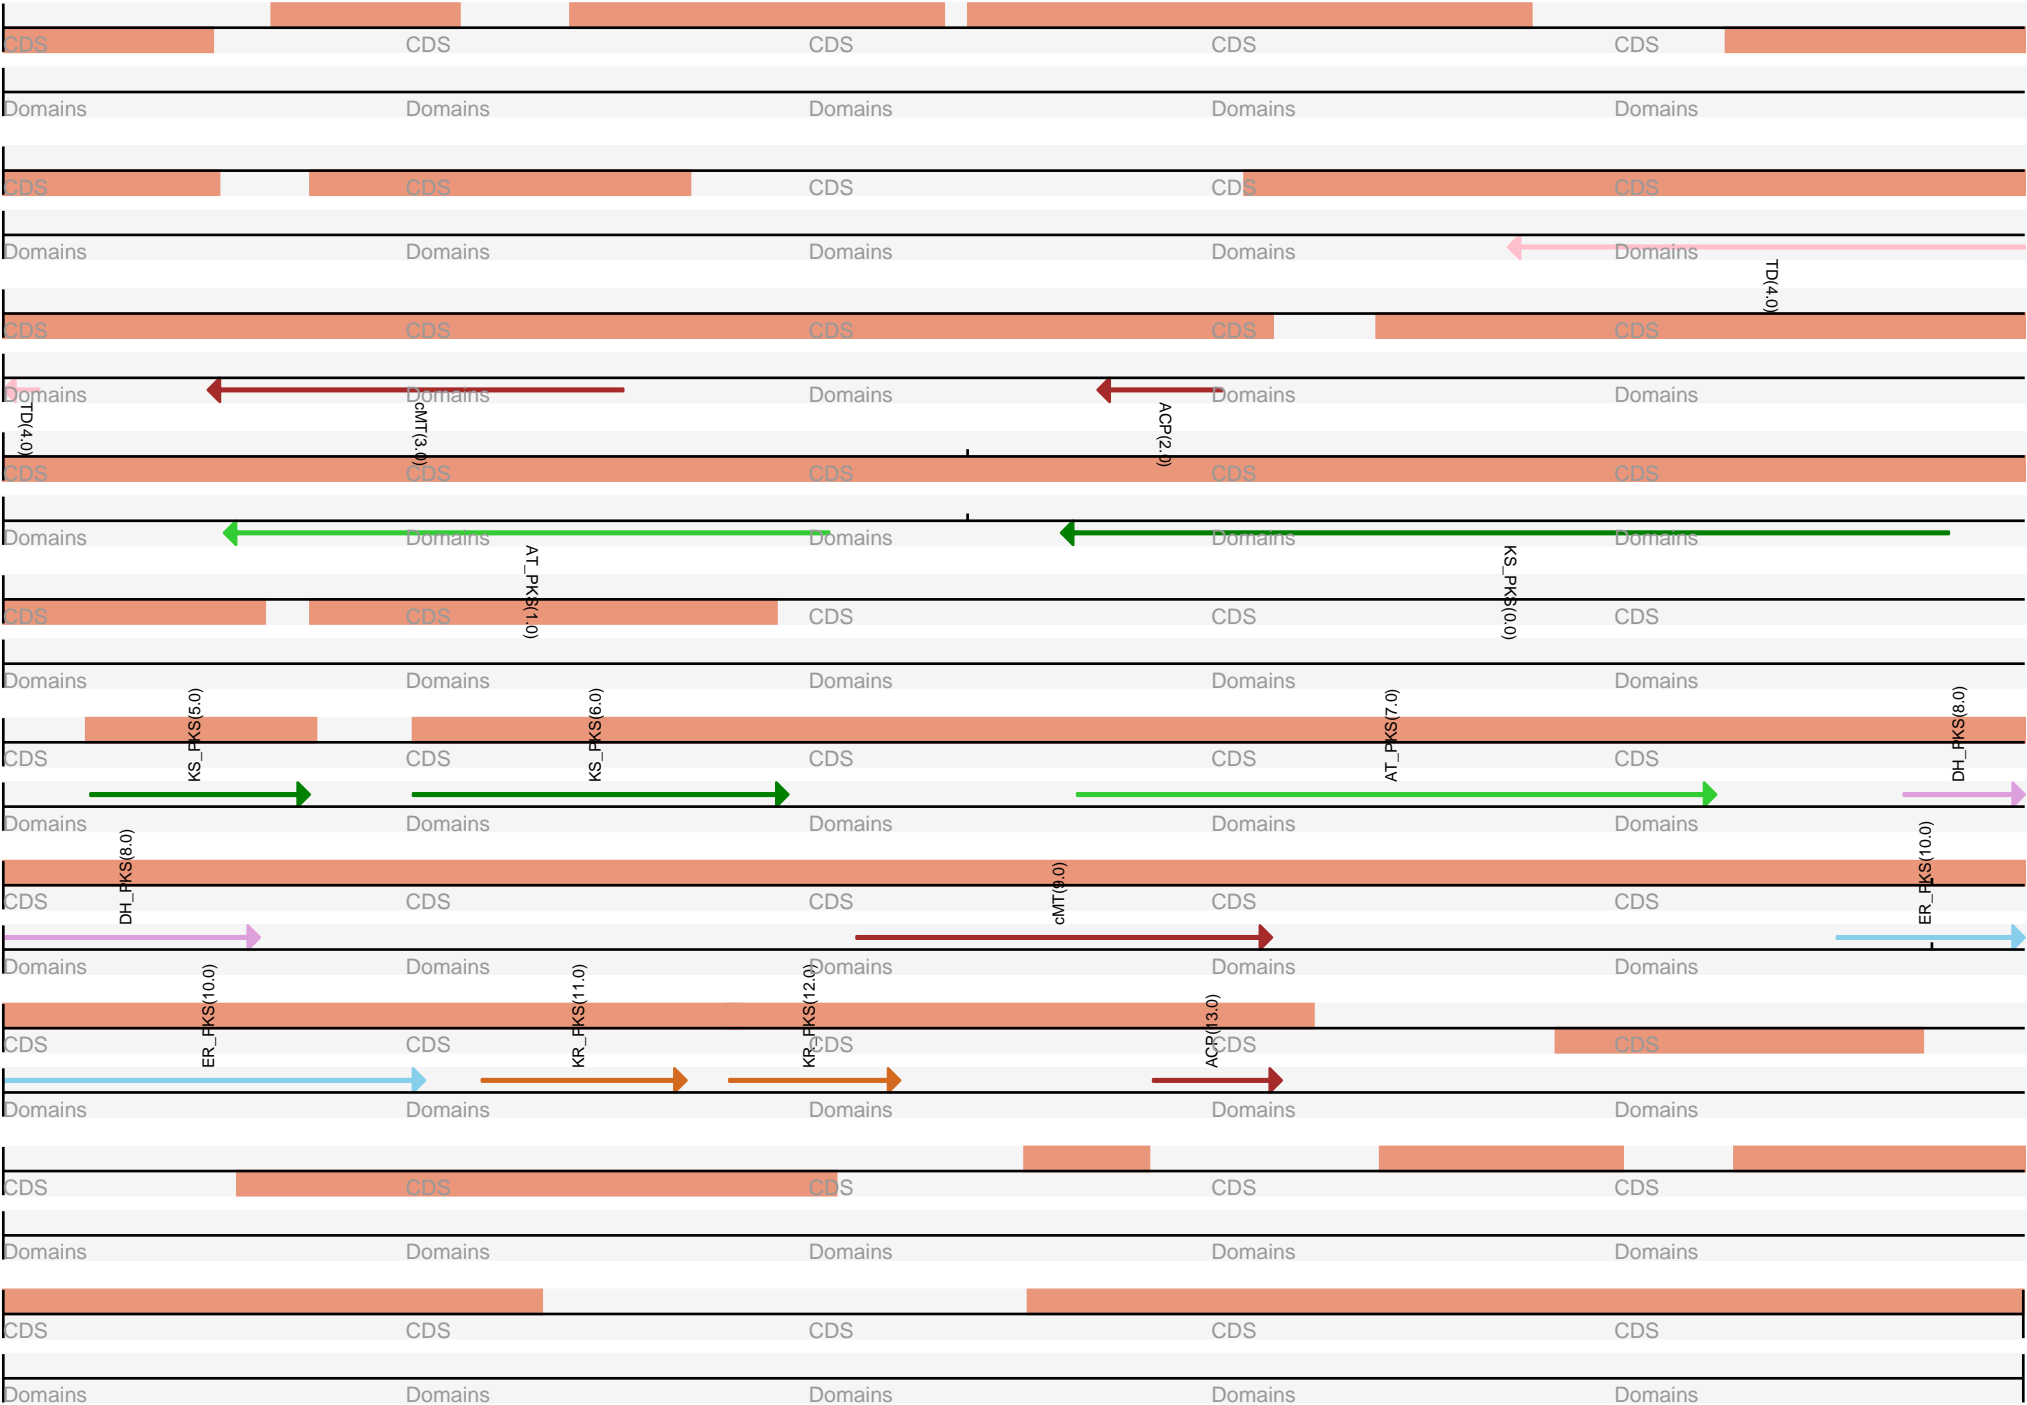 CDS CDS CDS CDS CDS
Domains Domains Domains Domains Domains
CDS CDS CDS CDS CDS
Domains Domains Domains Domains Domains
TD(4.0)
CDS CDS CDS CDS CDS
Domains Domains Domains Domains Domains
TD(4.0) cMT(3.0) ACP(2.0)
CDS CDS CDS CDS CDS
Domains Domains Domains Domains Domains
AT_PKS(1.0) KS_PKS(0.0)
CDS CDS CDS CDS CDS
Domains Domains Domains Domains Domains
KS_PKS(5.0) KS_PKS(6.0) AT_PKS(7.0) DH_PKS(8.0)
CDS CDS CDS CDS CDS
Domains Domains Domains Domains Domains
DH_PKS(8.0) cMT(9.0) ER_PKS(10.0)
CDS CDS CDS CDS CDS
Domains Domains Domains Domains Domains
ER_PKS(10.0) KR_PKS(11.0) KR_PKS(12.0) ACP(13.0)
CDS CDS CDS CDS CDS
Domains Domains Domains Domains Domains
CDS CDS CDS CDS CDS
Domains Domains Domains Domains Domains
CDS CDS CDS CDS CDS
Domains Domains Domains Domains Domains